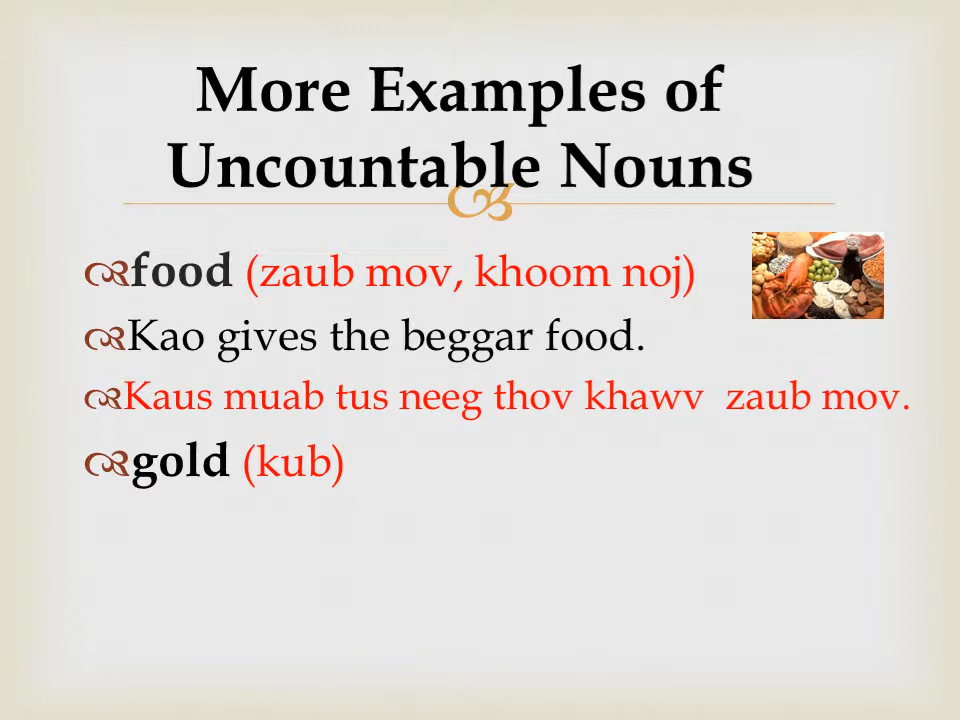 More Examples of
Uncountable Nouns
food (zaub mov, khoom noj)
Kao gives the beggar food.
Kaus muab tus neeg thov khawv  zaub mov.
gold (kub)